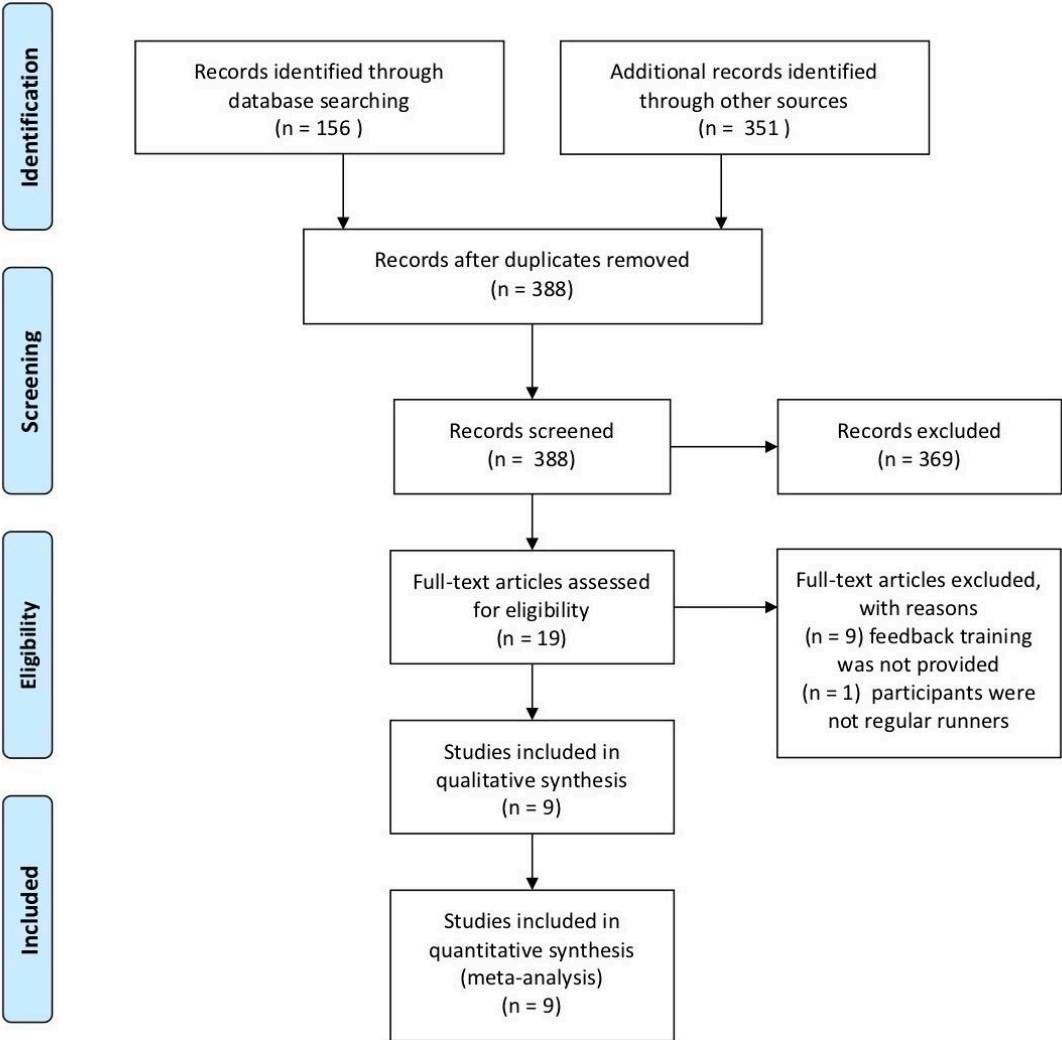 Identification
Records identified through
database searching
(n = 156 )
Additional records identified
through other sources
(n = 351 )
Records after duplicates removed
(n = 388)
Screening
Records screened
(n = 388)
Records excluded
(n = 369)
Eligibility
Full-text articles assessed
for eligibility
(n = 19)
Full-text articles excluded,
with reasons
(n = 9) feedback training
was not provided
(n = 1) participants were
not regular runners
Studies included in
qualitative synthesis
(n = 9)
Included
Studies included in
quantitative synthesis
(meta-analysis)
(n = 9)